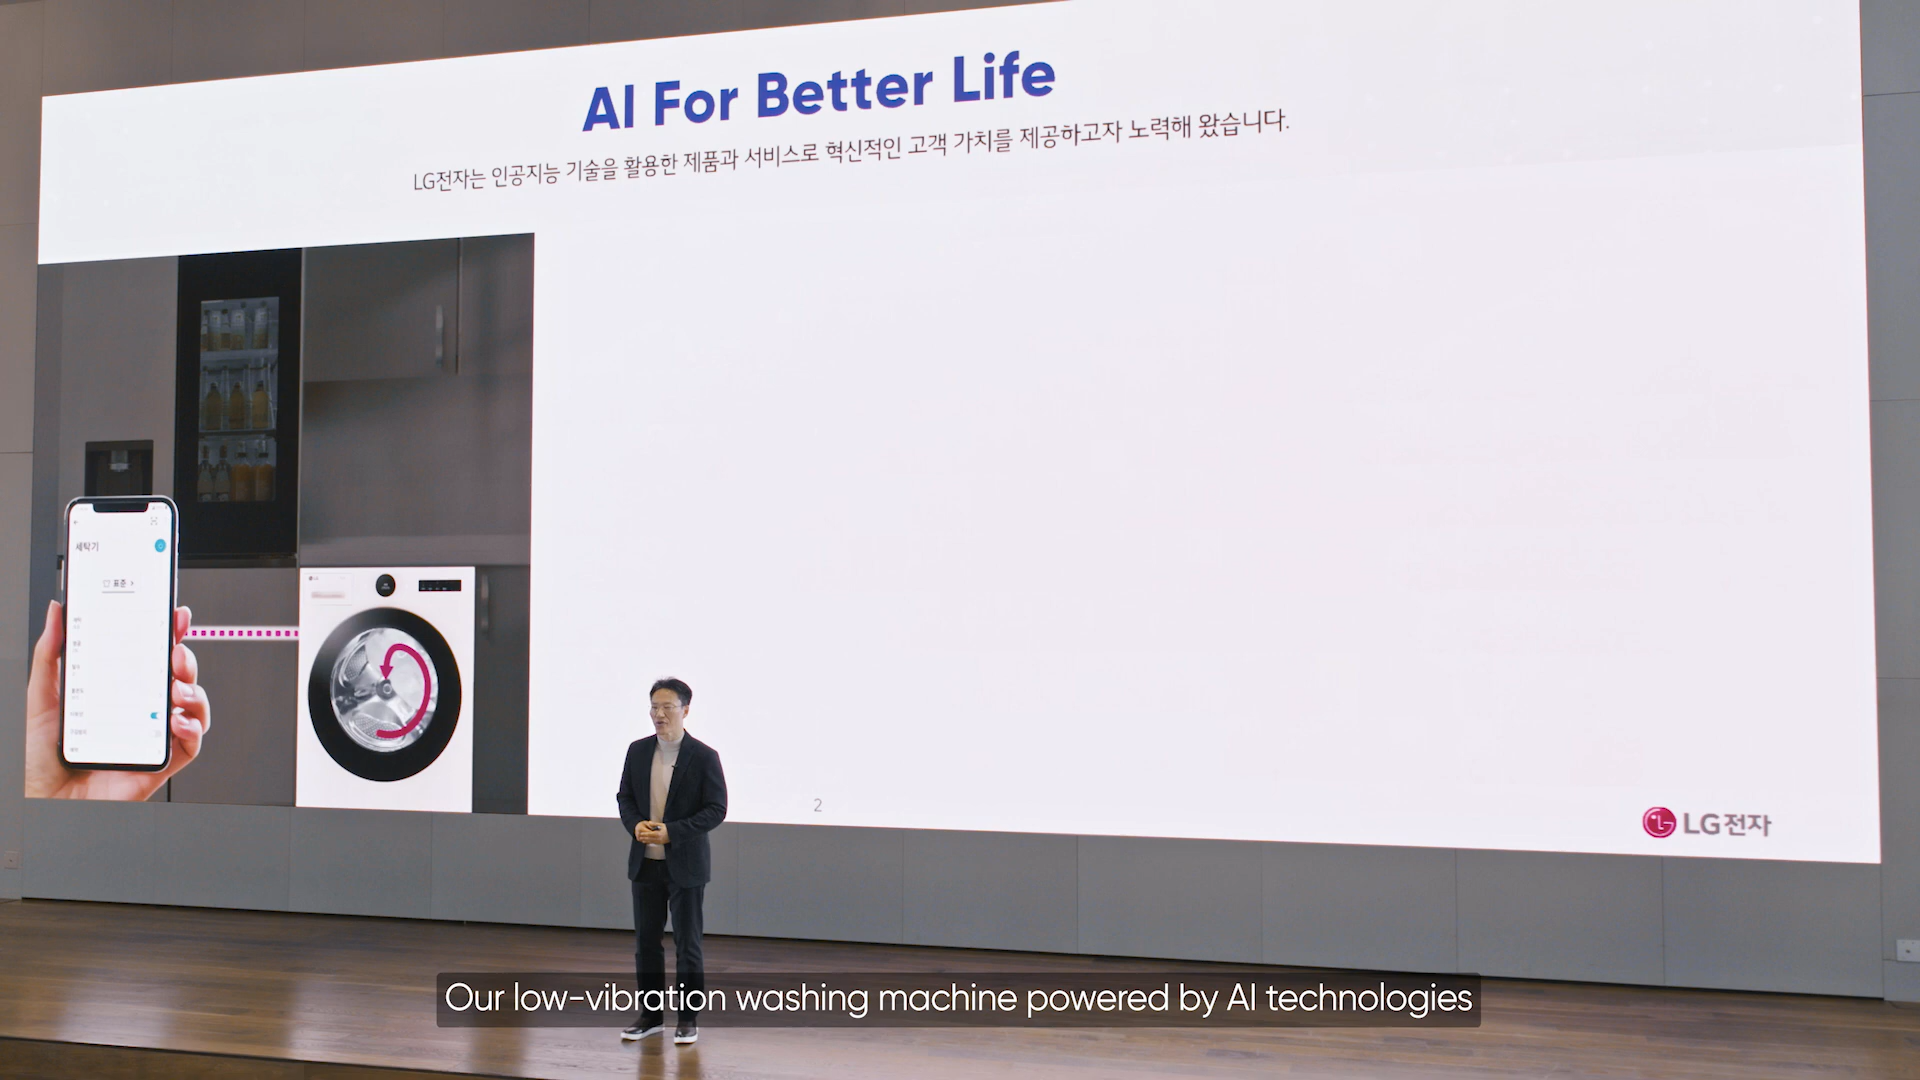 AI For Better Life
LG전자는 인공지능 기술을 활용한 제품과 서비스로 혁신적인 고객 가치를 제공하고자 노력해 왔습니다.
세탁기
표준 >
2
LG전자
Our low-vibration washing machine powered by AI technologies